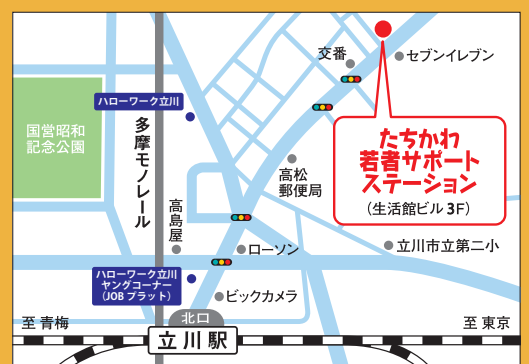 交番
セブンイレブン
ハローワーク立川
国営昭和
記念公園
多摩モノレール
たちかわ
若者サポート
ステーション
(生活館ビル3F)
高松
郵便局
高島屋
ローソン
立川市立第二小
ハローワーク立川
ヤングコーナー
(JOBプラット)
ビックカメラ
至 青梅
北口
立川駅
至 東京